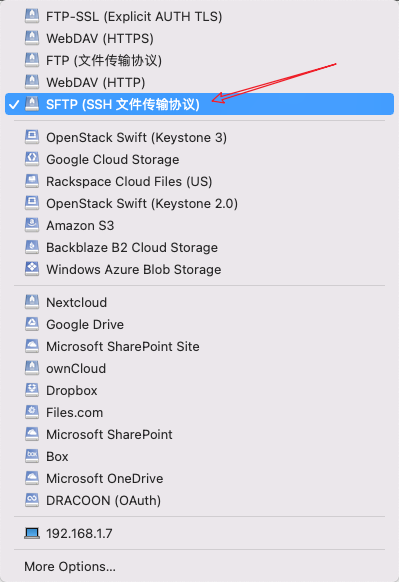 FTP-SSL (Explicit AUTH TLS)
WebDAV (HTTPS)
FTP (文件传输协议)
WebDAV (HTTP)
SFTP (SSH 文件传输协议)
OpenStack Swift (Keystone 3)
Google Cloud Storage
Rackspace Cloud Files (US)
OpenStack Swift (Keystone 2.0)
Amazon S3
Backblaze B2 Cloud Storage
Windows Azure Blob Storage
Nextcloud
Google Drive
Microsoft SharePoint Site
ownCloud
Dropbox
Files.com
Microsoft SharePoint
Box
Microsoft OneDrive
DRACOON (OAuth)
192.168.1.7
More Options...